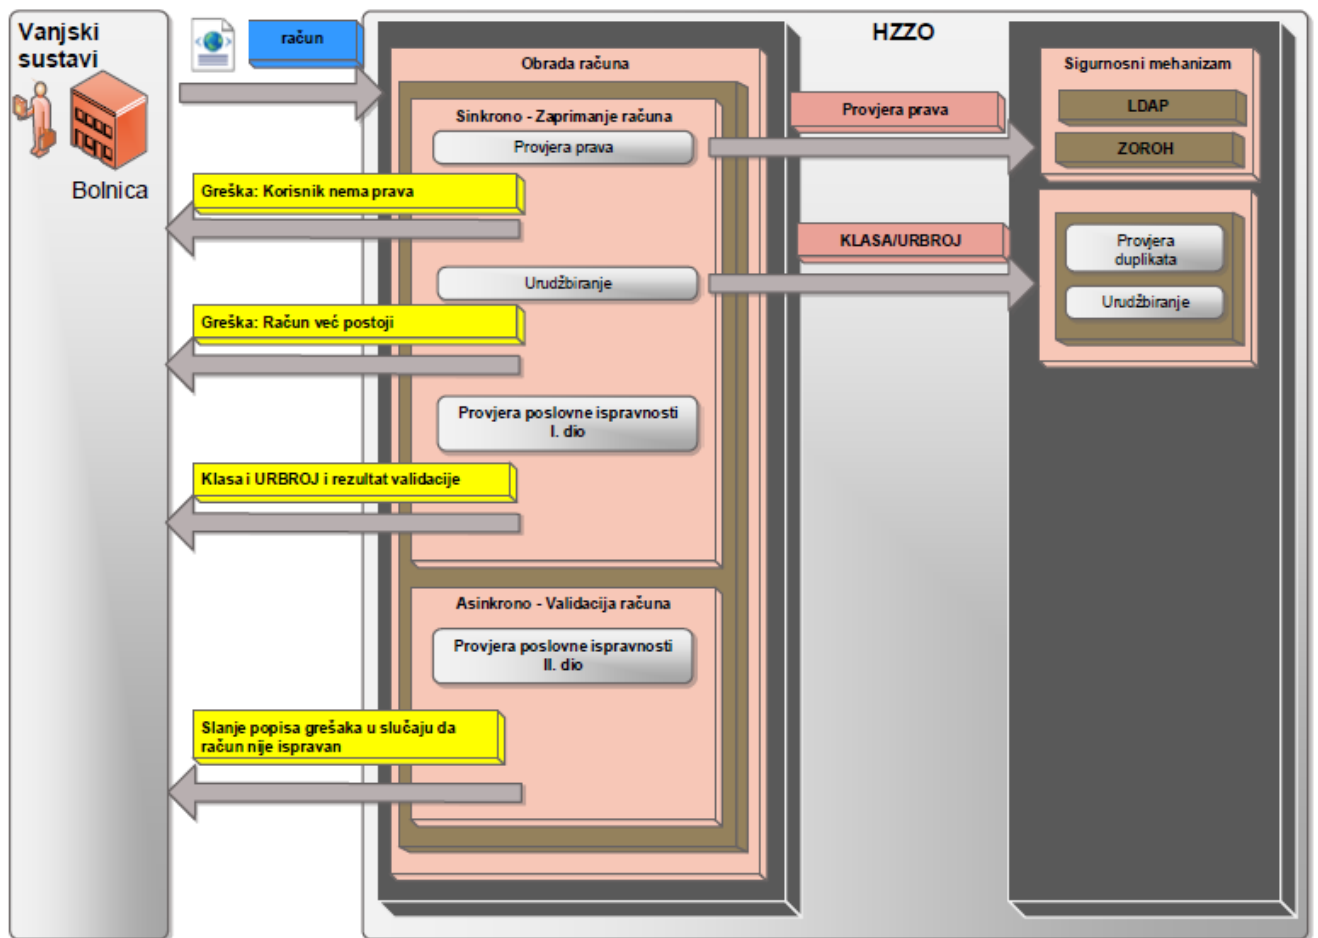 Vanjski
sustavi
Bolnica
račun
HZZO
Obrada računa
Sinkrono - Zaprimanje računa
Provjera prava
Provjera prava
Sigurnosni mehanizam
LDAP
ZOROH
Greška: Korisnik nema prava
Urudžbiranje
KLASA/URBROJ
Provjera
duplikata
Urudžbiranje
Greška: Račun već postoji
Provjera poslovne ispravnosti
I. dio
Klasa i URBROJ i rezultat validacije
Asinkrono - Validacija računa
Provjera poslovne ispravnosti
II. dio
Slanje popisa grešaka u slučaju da
račun nije ispravan